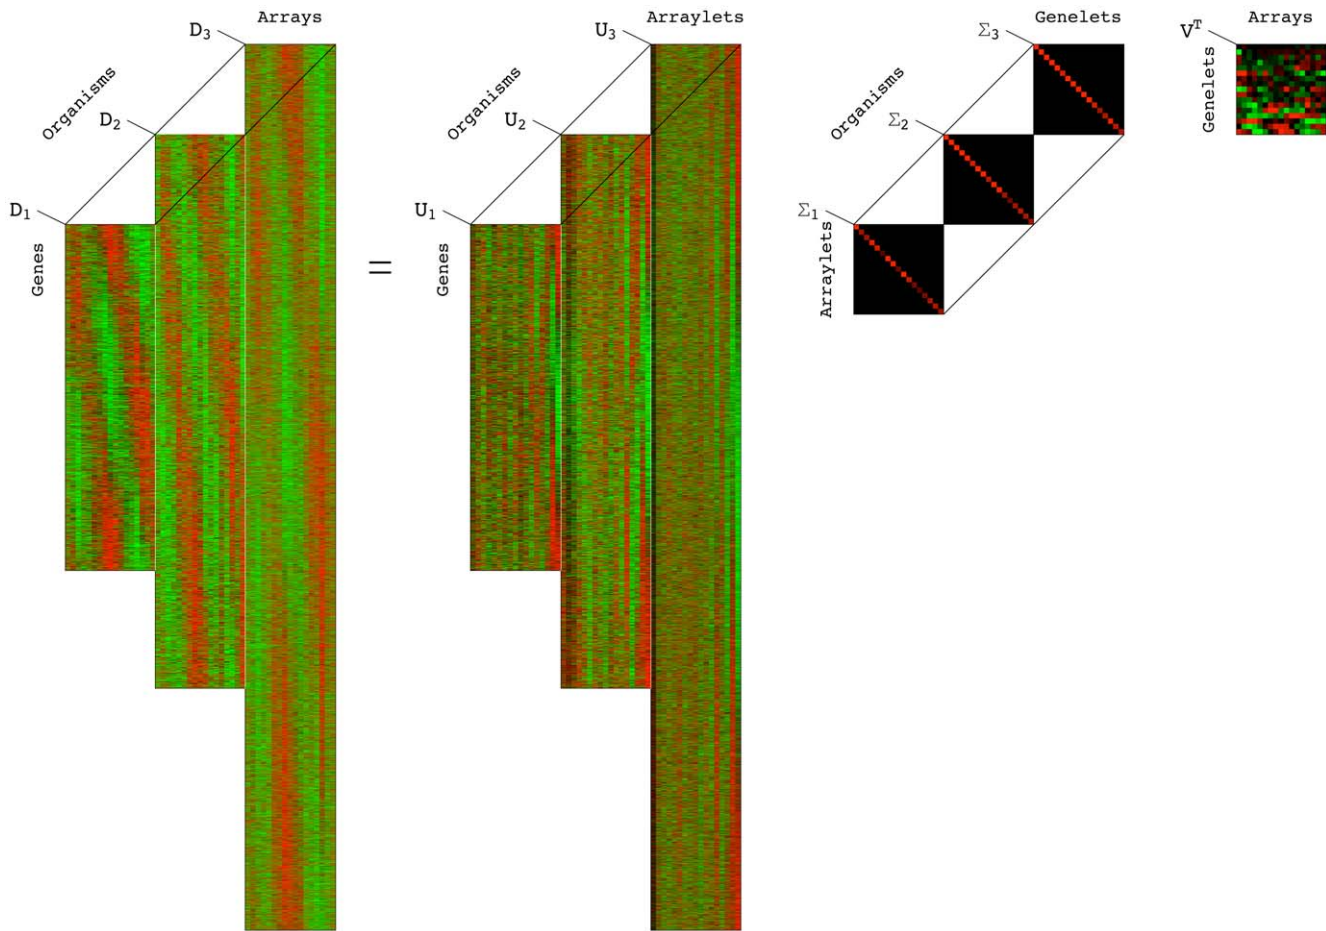 Arrays
D3
Organisms
D2
D1
Genes
=
Arraylets
U3
Organisms
U2
U1
Genes
Genelets
Σ3
Organisms
Σ2
Σ1
Arraylets
Arrays
V^T
Genelets